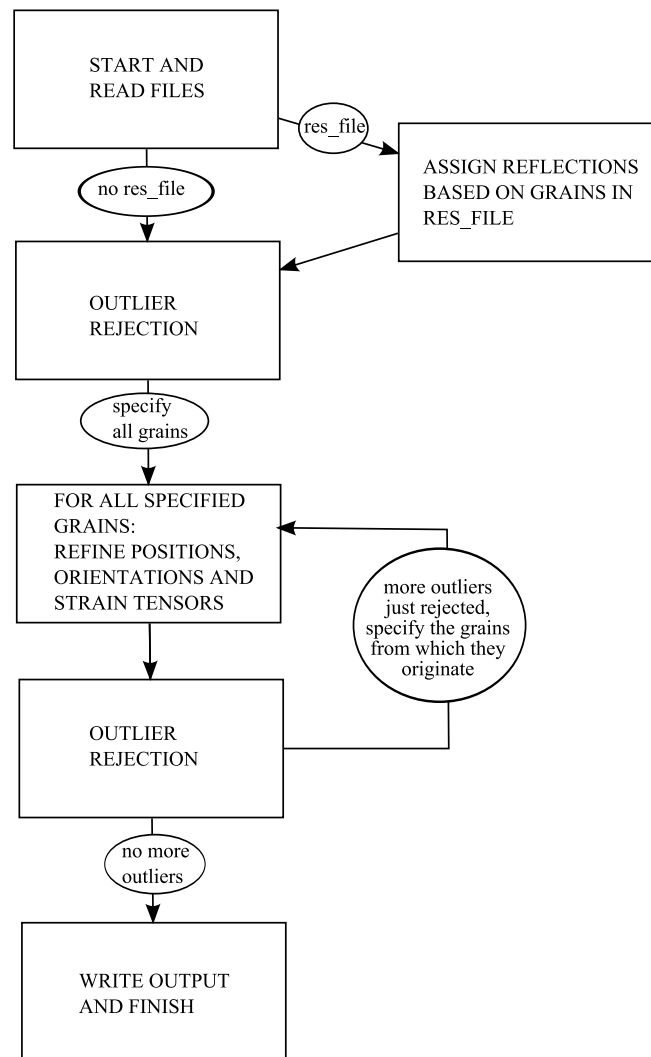 START AND
READ FILES
res_file
no res_file
ASSIGN REFLECTIONS
BASED ON GRAINS IN
RES_FILE
OUTLIER
REJECTION
specify
all grains
FOR ALL SPECIFIED
GRAINS:
REFINE POSITIONS,
ORIENTATIONS AND
STRAIN TENSORS
more outliers
just rejected,
specify the grains
from which they
originate
OUTLIER
REJECTION
no more
outliers
WRITE OUTPUT
AND FINISH